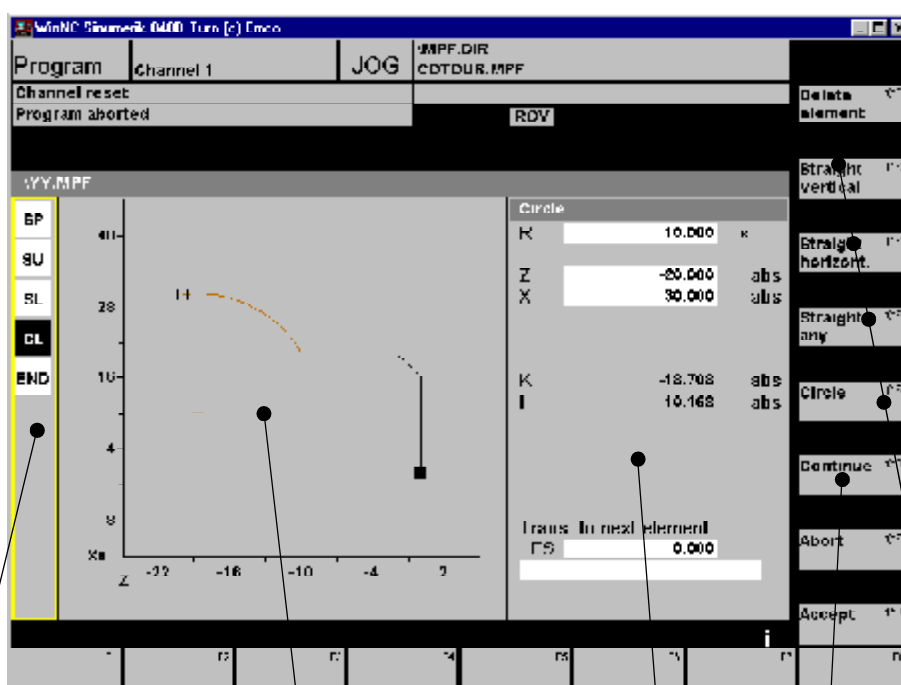 WinNC Sinumerik 840D Turn (c) Emco
Program Channel 1 JOG \MPF.DIR
COTOUR.MPF
Channel reset
Program aborted ROV
\YY.MPF
SP
SU
SL
CL
END
40
28
16
4
Z -22 -16 -10 -4 2
Circle
R 10.000
Z -20.000 abs
X 30.000 abs
K -18.708 abs
I 10.168 abs
Trans. to next element
FS 0.000
Delete element
Straight vertical
Straight horizont.
Straight any
Circle
Continue
Abort
Accept
i